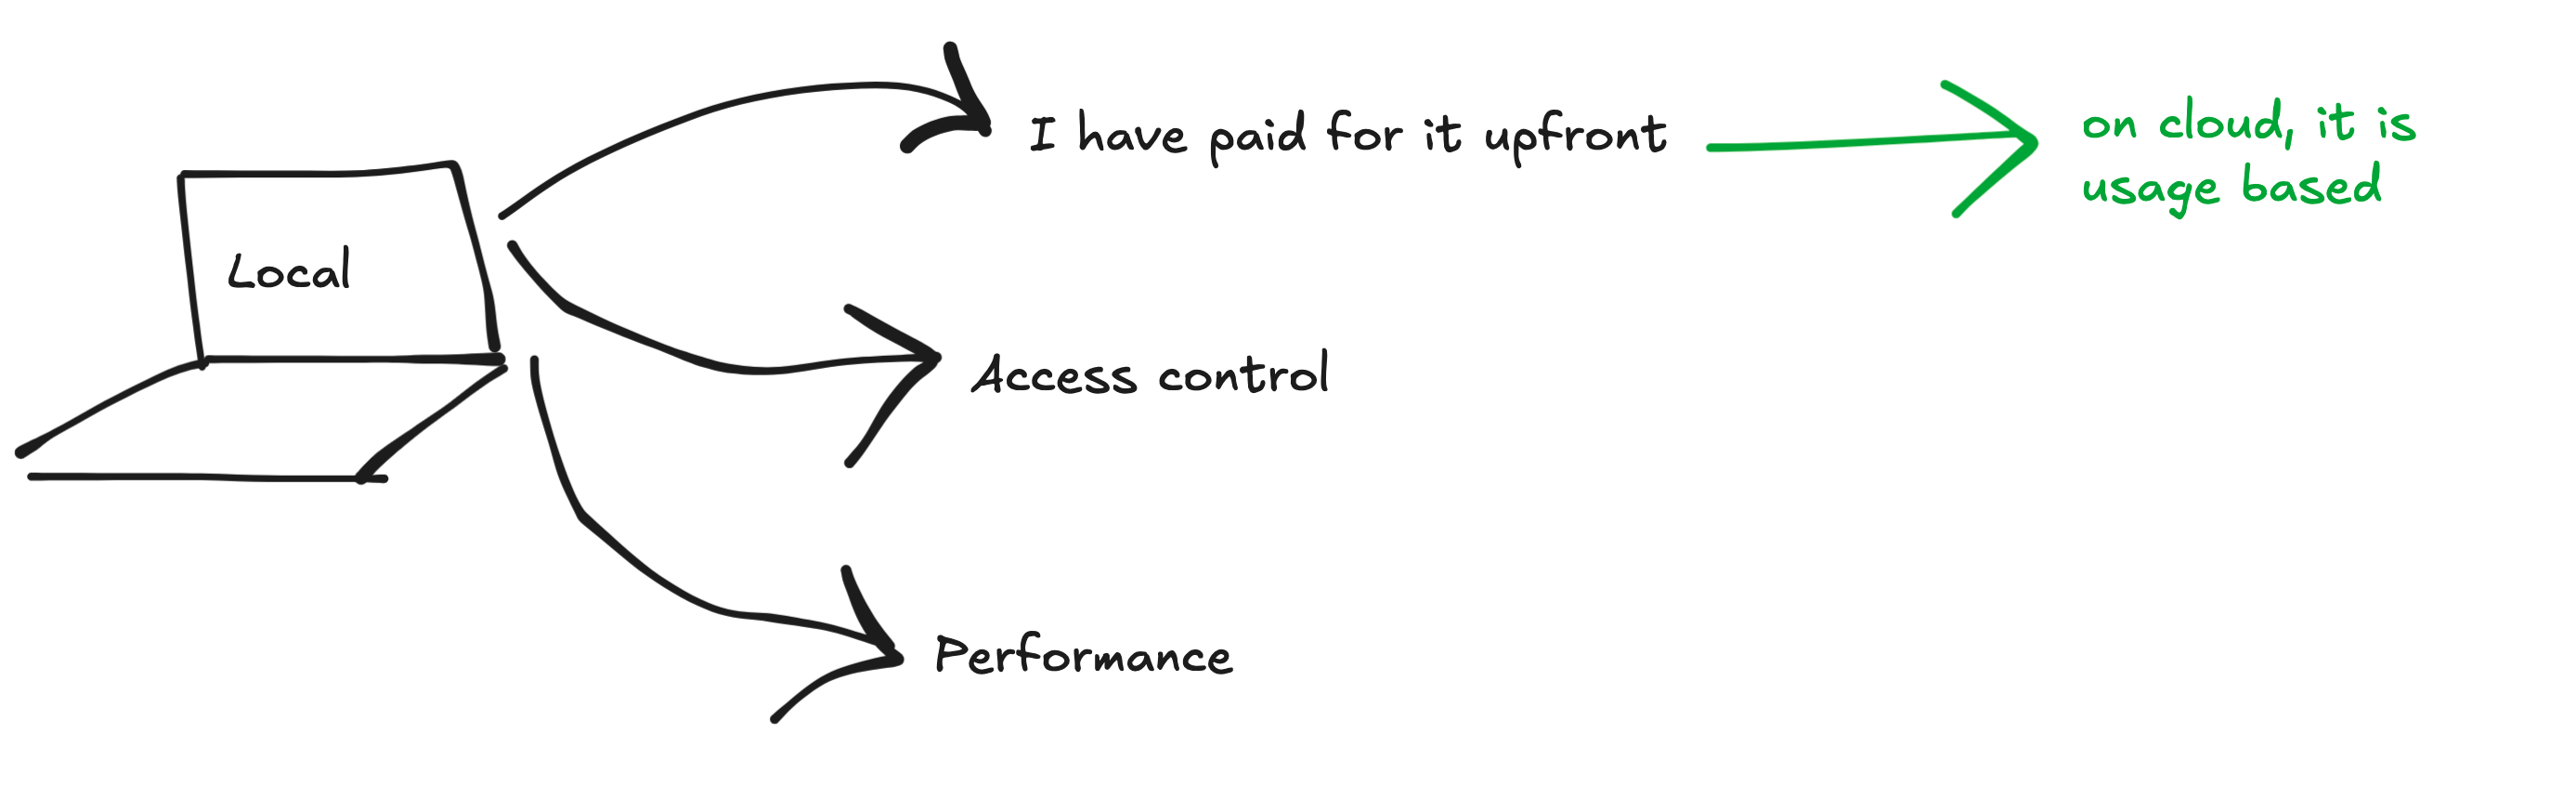 I have paid for it upfront
on cloud, it is
usage based
Local
Access control
Performance